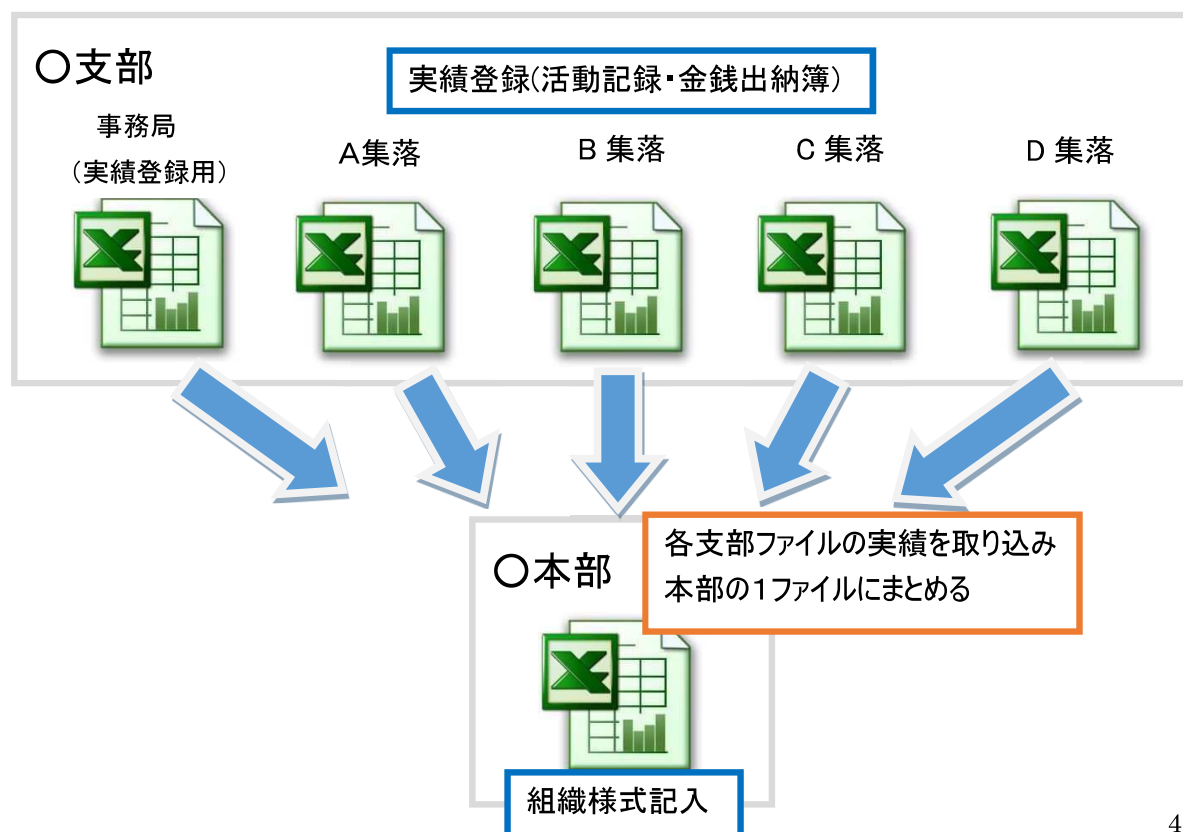 ○支部
実績登録(活動記録・金銭出納簿)
事務局
(実績登録用)
A集落
B 集落
C 集落
D 集落
○本部
各支部ファイルの実績を取り込み
本部の1ファイルにまとめる
組織様式記入
4